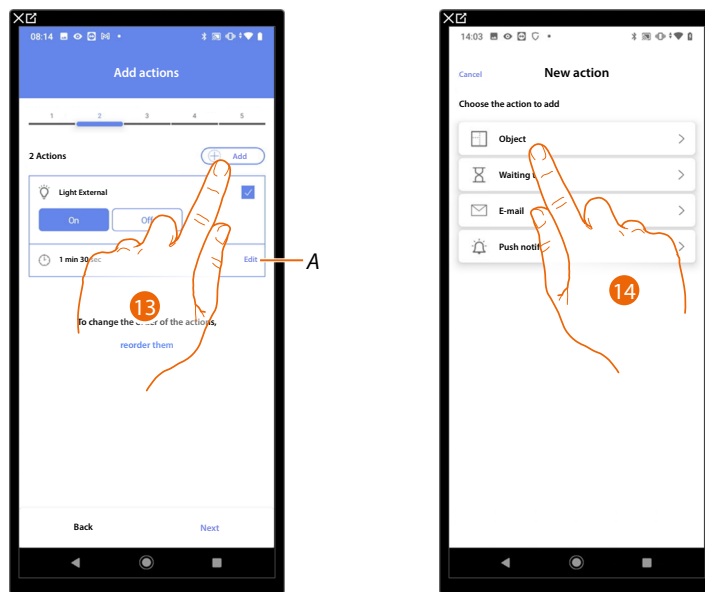 08:14
Add actions
1 2 3 4 5
2 Actions
Add
Light External
On Off
1 min 30 sec
Edit
A
13
To change the order of the actions,
reorder them
Back Next
14:03
Cancel New action
Choose the action to add
Object
Waiting
E-mail
Push
14